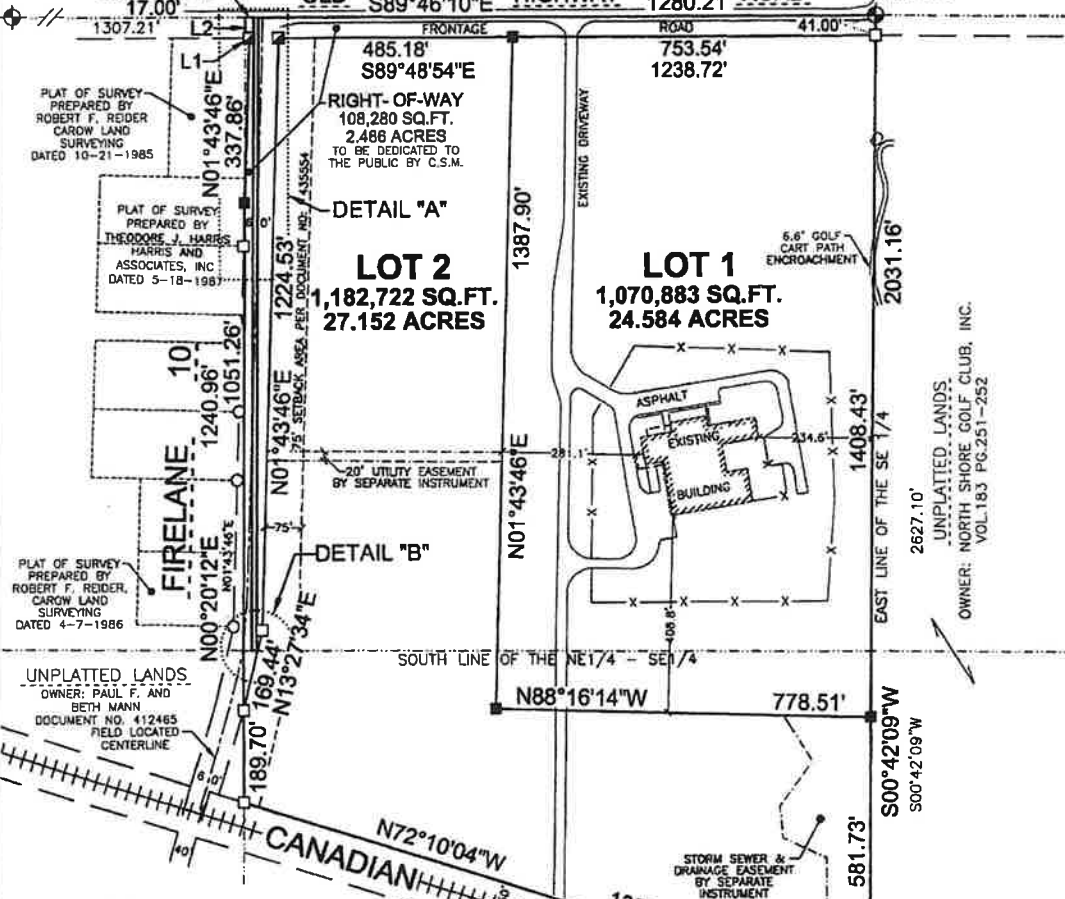 17.00'
S89°46'10"E
1280.21'
1307.21'
L2
L1
FRONTAGE
ROAD
41.00'
485.18'
S89°48'54"E
753.54'
1238.72'
PLAT OF SURVEY
PREPARED BY
ROBERT F. REIDER
CAROW LAND
SURVEYING
DATED 10-21-1985
N01°43'46"E
337.86'
RIGHT-OF-WAY
108,280 SQ.FT.
2.486 ACRES
TO BE DEDICATED TO
THE PUBLIC BY C.S.M.
EXISTING DRIVEWAY
PLAT OF SURVEY
PREPARED BY
THEODORE J. HARRIS
HARRIS AND
ASSOCIATES, INC
DATED 5-18-1987
DETAIL "A"
75' SETBACK AREA PER DOCUMENT NO. 1435554
1224.53'
N01°43'46"E
1387.90'
N01°43'46"E
LOT 2
1,182,722 SQ.FT.
27.152 ACRES
LOT 1
1,070,883 SQ.FT.
24.584 ACRES
6.6' GOLF
CART PATH
ENCROACHMENT
2031.16'
FIRELANE 10
1240.96'
1051.26'
N00°20'12"E
N01°43'46"E
20' UTILITY EASEMENT
BY SEPARATE INSTRUMENT
ASPHALT
EXISTING
BUILDING
281.1'
234.6'
408.8'
1408.43'
EAST LINE OF THE SE 1/4
2627.10'
UNPLATTED LANDS
OWNER: NORTH SHORE GOLF CLUB, INC.
VOL.183 PG.251-252
75'
DETAIL "B"
PLAT OF SURVEY
PREPARED BY
ROBERT F. REIDER,
CAROW LAND
SURVEYING
DATED 4-7-1986
SOUTH LINE OF THE NE1/4 - SE1/4
UNPLATTED LANDS
OWNER: PAUL F. AND
BETH MANN
DOCUMENT NO. 412465
FIELD LOCATED
CENTERLINE
169.44'
N13°27'34"E
189.70'
N88°16'14"W
778.51'
S00°42'09"W
S00°42'09"W
581.73'
N72°10'04"W
CANADIAN
40'
STORM SEWER &
DRAINAGE EASEMENT
BY SEPARATE
INSTRUMENT